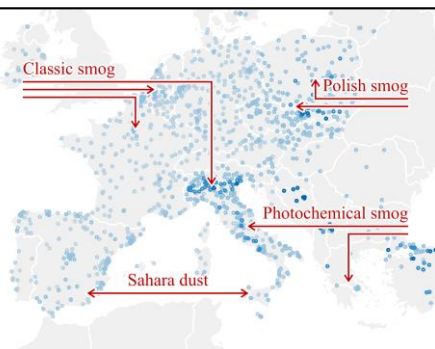 Classic smog
Polish smog
Photochemical smog
Sahara dust